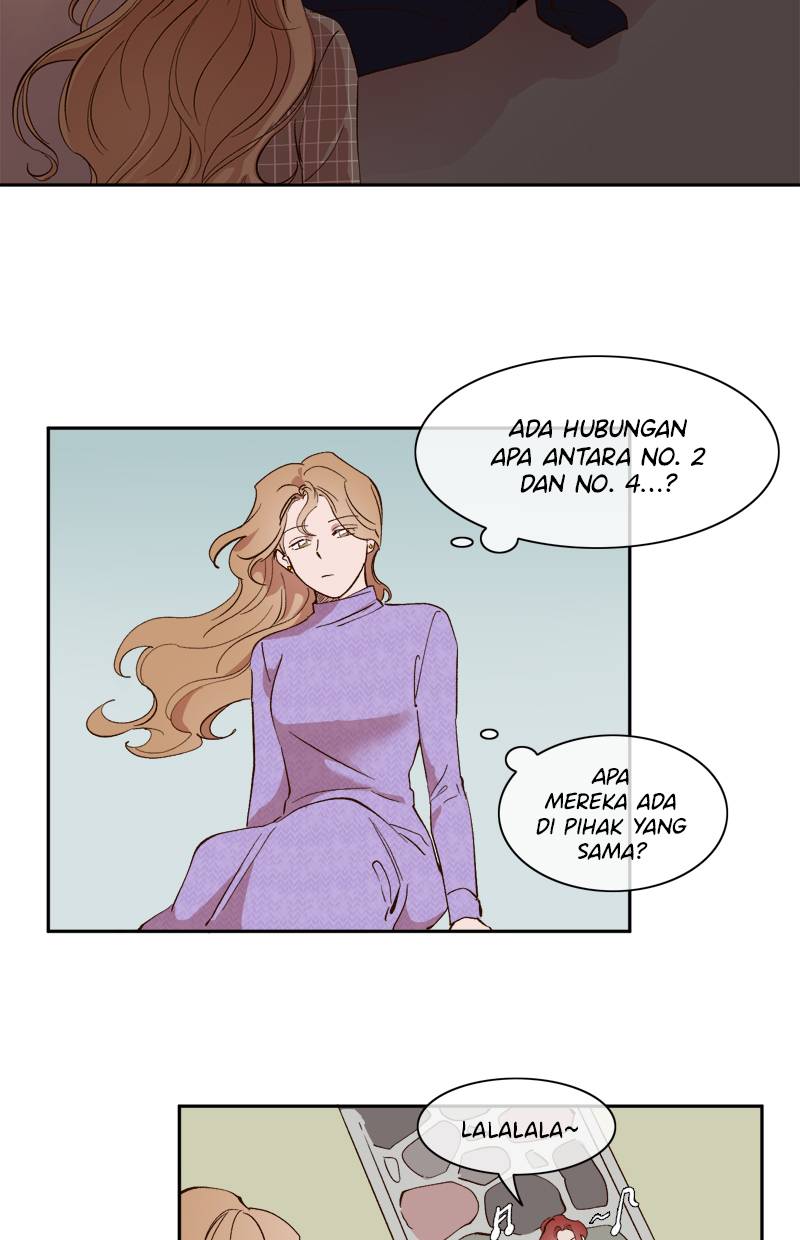 ADA HUBUNGAN
APA ANTARA NO. 2
DAN NO. 4...?
APA
MEREKA ADA
DI PIHAK YANG
SAMA?
LALALALA~